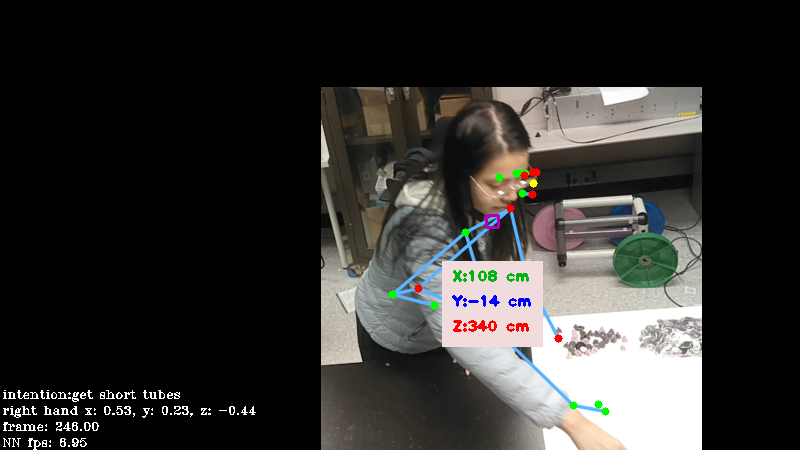 X:108 cm
Y:-14 cm
Z:340 cm
intention:get short tubes
right hand x: 0.53, y: 0.23, z: -0.44
frame: 246.00
NN fps: 6.95